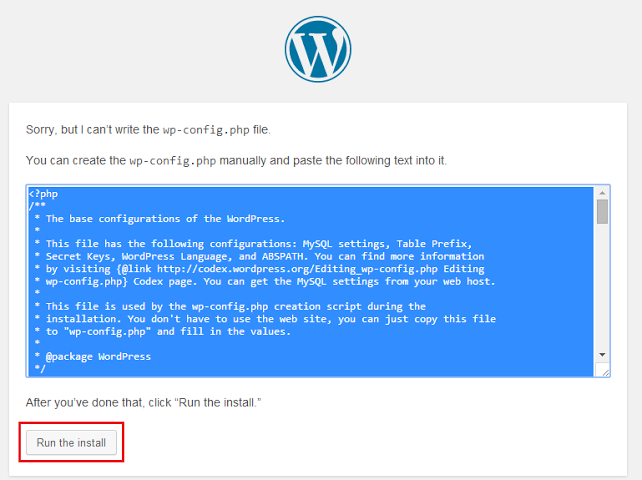 Sorry, but I can't write the wp-config.php file.
You can create the wp-config.php manually and paste the following text into it.
<?php
/**
 * The base configurations of the WordPress.
 *
 * This file has the following configurations: MySQL settings, Table Prefix,
 * Secret Keys, WordPress Language, and ABSPATH. You can find more information
 * by visiting {@link http://codex.wordpress.org/Editing_wp-config.php Editing
 * wp-config.php} Codex page. You can get the MySQL settings from your web host.
 *
 * This file is used by the wp-config.php creation script during the
 * installation. You don't have to use the web site, you can just copy this file
 * to "wp-config.php" and fill in the values.
 *
 * @package WordPress
 */
After you've done that, click “Run the install.”
Run the install